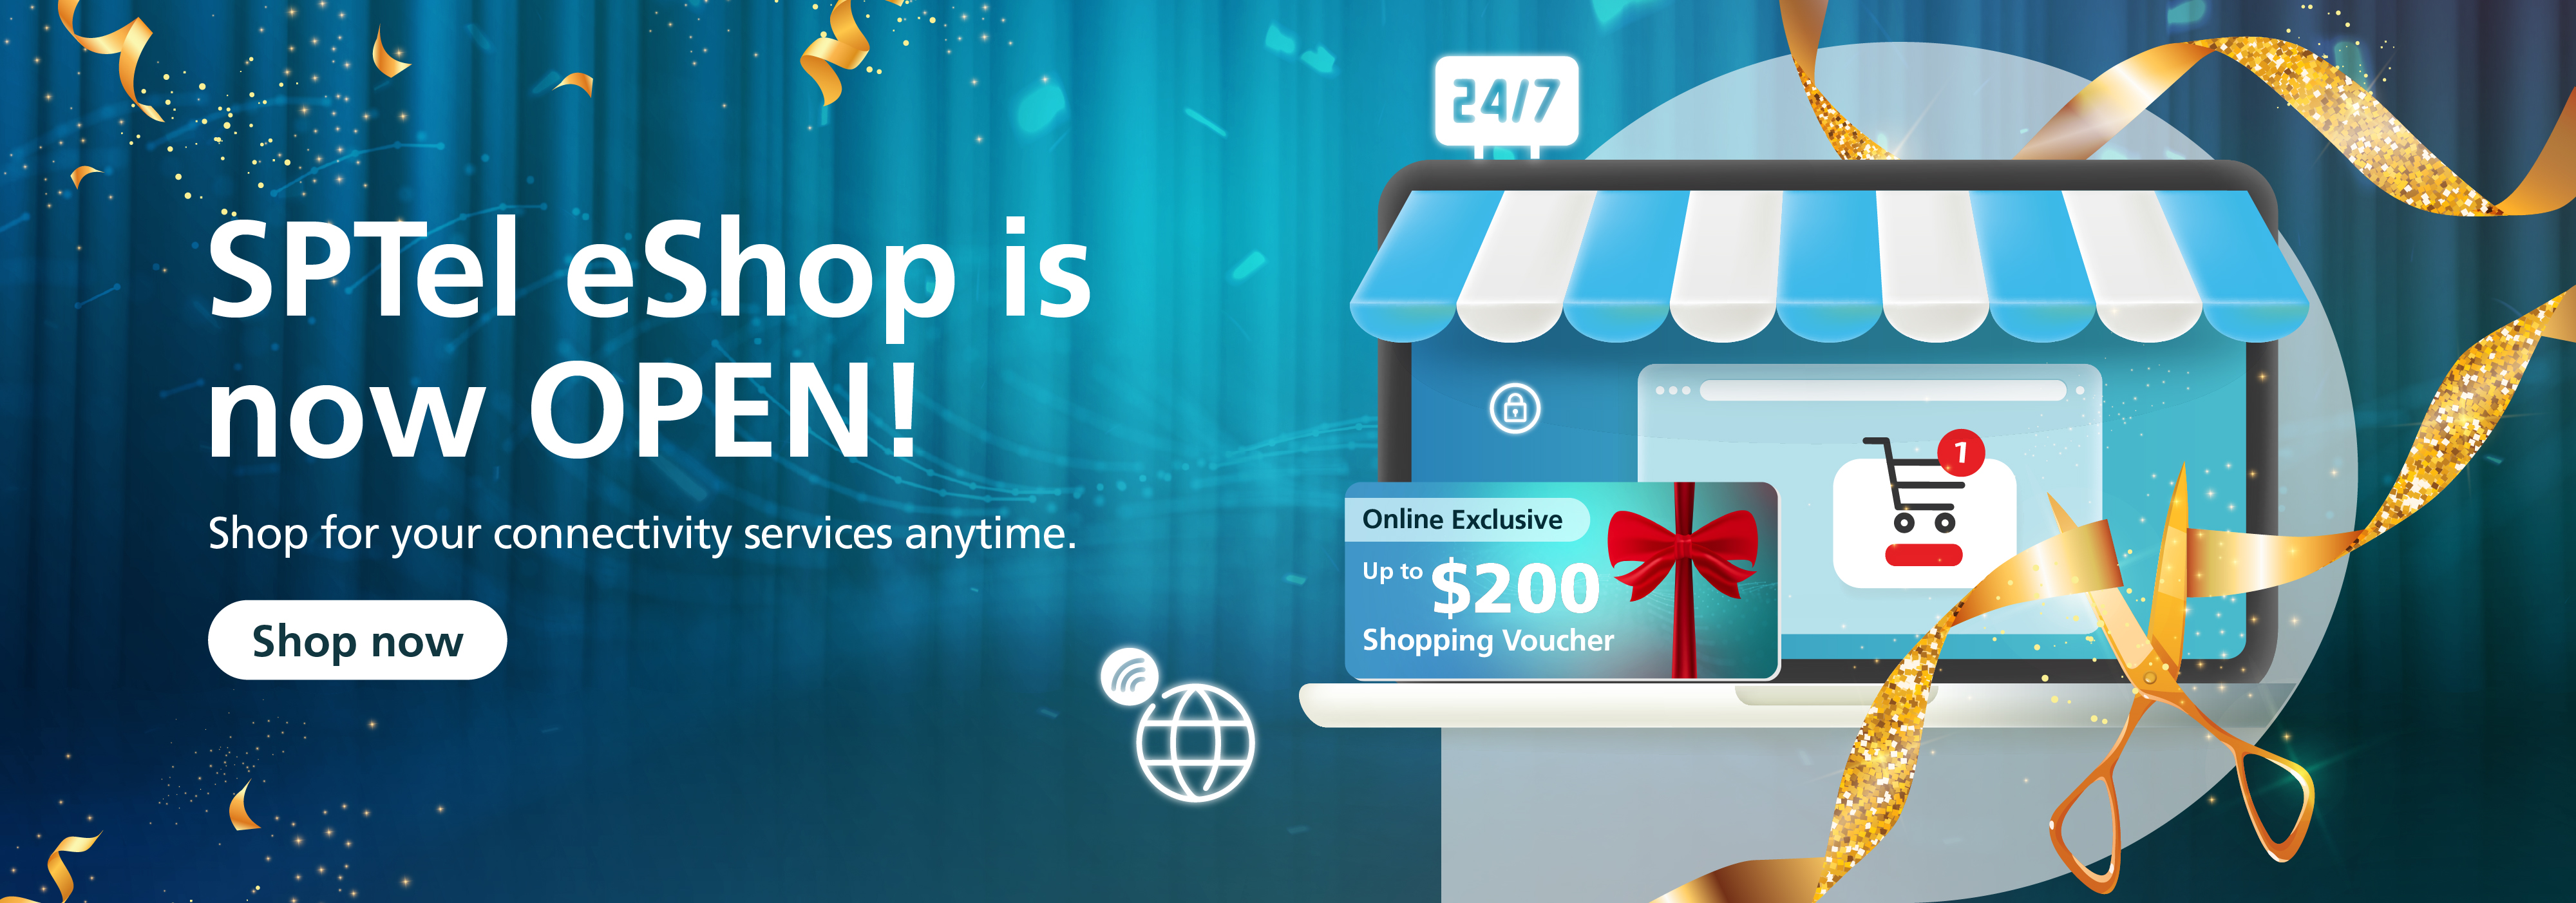 SPTel eShop is
now OPEN!
Shop for your connectivity services anytime.
Shop now
24/7
1
Online Exclusive
Up to $200
Shopping Voucher